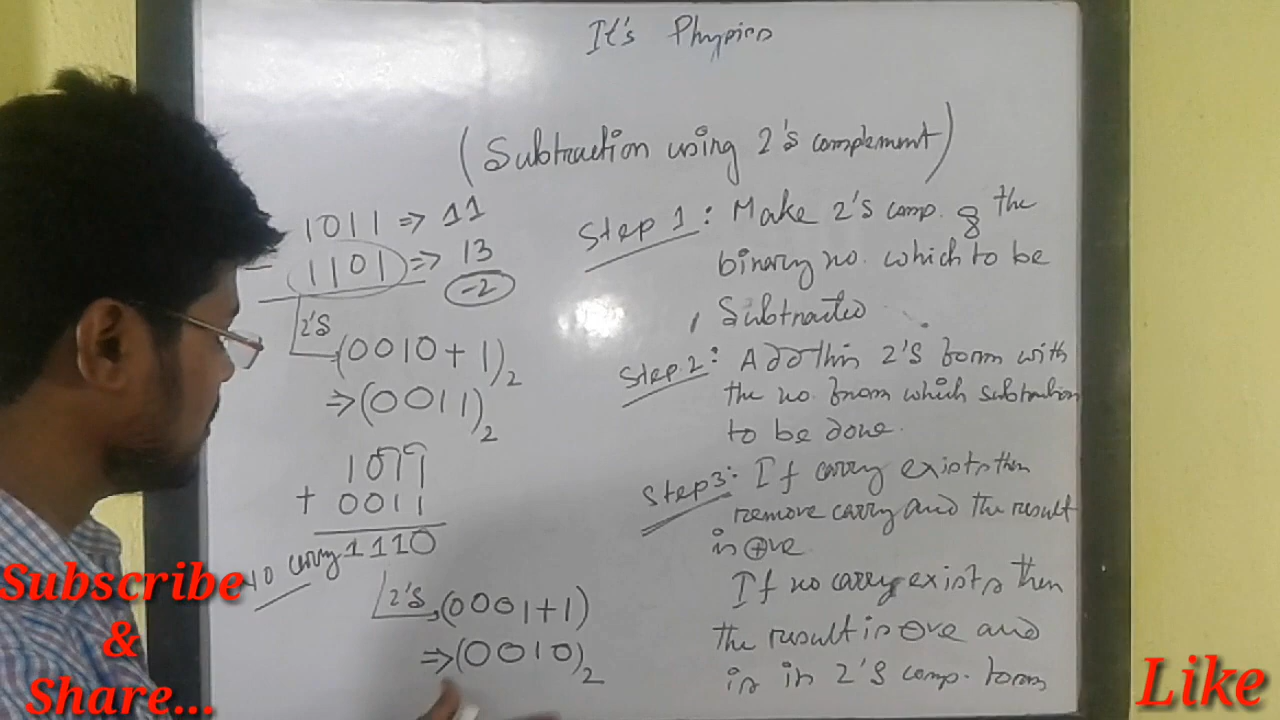 It's Physics
(Subtraction using 2's complement)
1011 => 11
- 1101 => 13
-2
2's (0010+1)₂
=> (0011)₂
1011
+ 0011
no carry 1110
2's (0001+1)
=> (0010)₂
Step 1: Make 2's comp. of the
binary no. which to be
Subtracted
Step 2: Add this 2's form with
the no. from which subtraction
to be done.
Step 3: If carry exists then
remove carry and the result
is ⊕ve
If no carry exists then
the result is ⊖ve and
is in 2's comp. form
Subscribe
&
Share...
Like